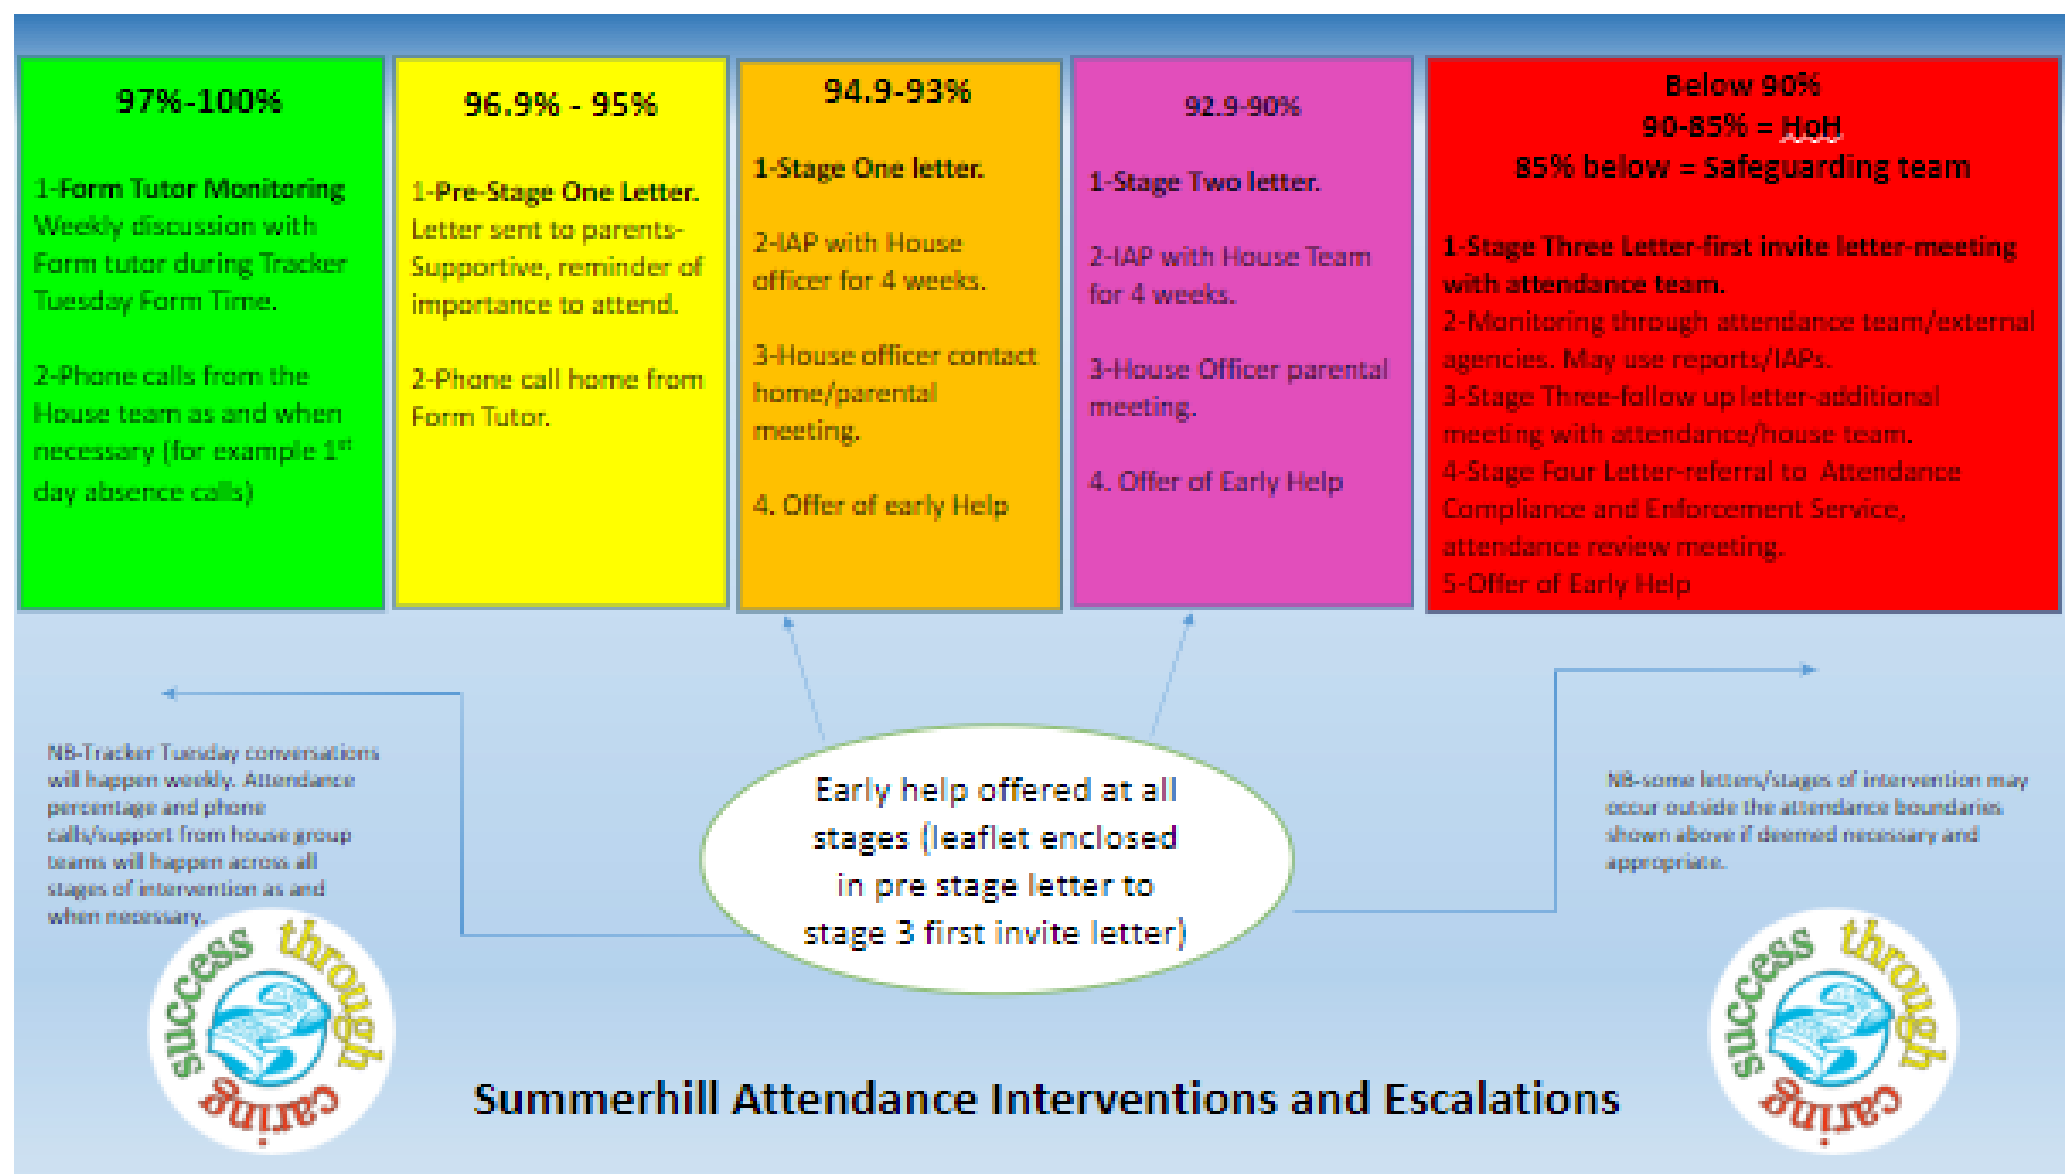 97%-100%
1-Form Tutor Monitoring
Weekly discussion with
Form tutor during Tracker
Tuesday Form Time.
2-Phone calls from the
House team as and when
necessary (for example 1st
day absence calls)
96.9% - 95%
1-Pre-Stage One Letter.
Letter sent to parents-
Supportive, reminder of
importance to attend.
2-Phone call home from
Form Tutor.
94.9-93%
1-Stage One letter.
2-IAP with House
officer for 4 weeks.
3-House officer contact
home/parental
meeting.
4. Offer of early Help
92.9-90%
1-Stage Two letter.
2-IAP with House Team
for 4 weeks.
3-House Officer parental
meeting.
4. Offer of Early Help
Below 90%
90-85% = HoH
85% below = Safeguarding team
1-Stage Three Letter-first invite letter-meeting
with attendance team.
2-Monitoring through attendance team/external
agencies. May use reports/IAPs.
3-Stage Three-follow up letter-additional
meeting with attendance/house team.
4-Stage Four Letter-referral to Attendance
Compliance and Enforcement Service,
attendance review meeting.
5-Offer of Early Help
NB-Tracker Tuesday conversations
will happen weekly. Attendance
percentage and phone
calls/support from house group
teams will happen across all
stages of intervention as and
when necessary.
Early help offered at all
stages (leaflet enclosed
in pre stage letter to
stage 3 first invite letter)
NB-some letters/stages of intervention may
occur outside the attendance boundaries
shown above if deemed necessary and
appropriate.
success through caring
Summerhill Attendance Interventions and Escalations
success through caring